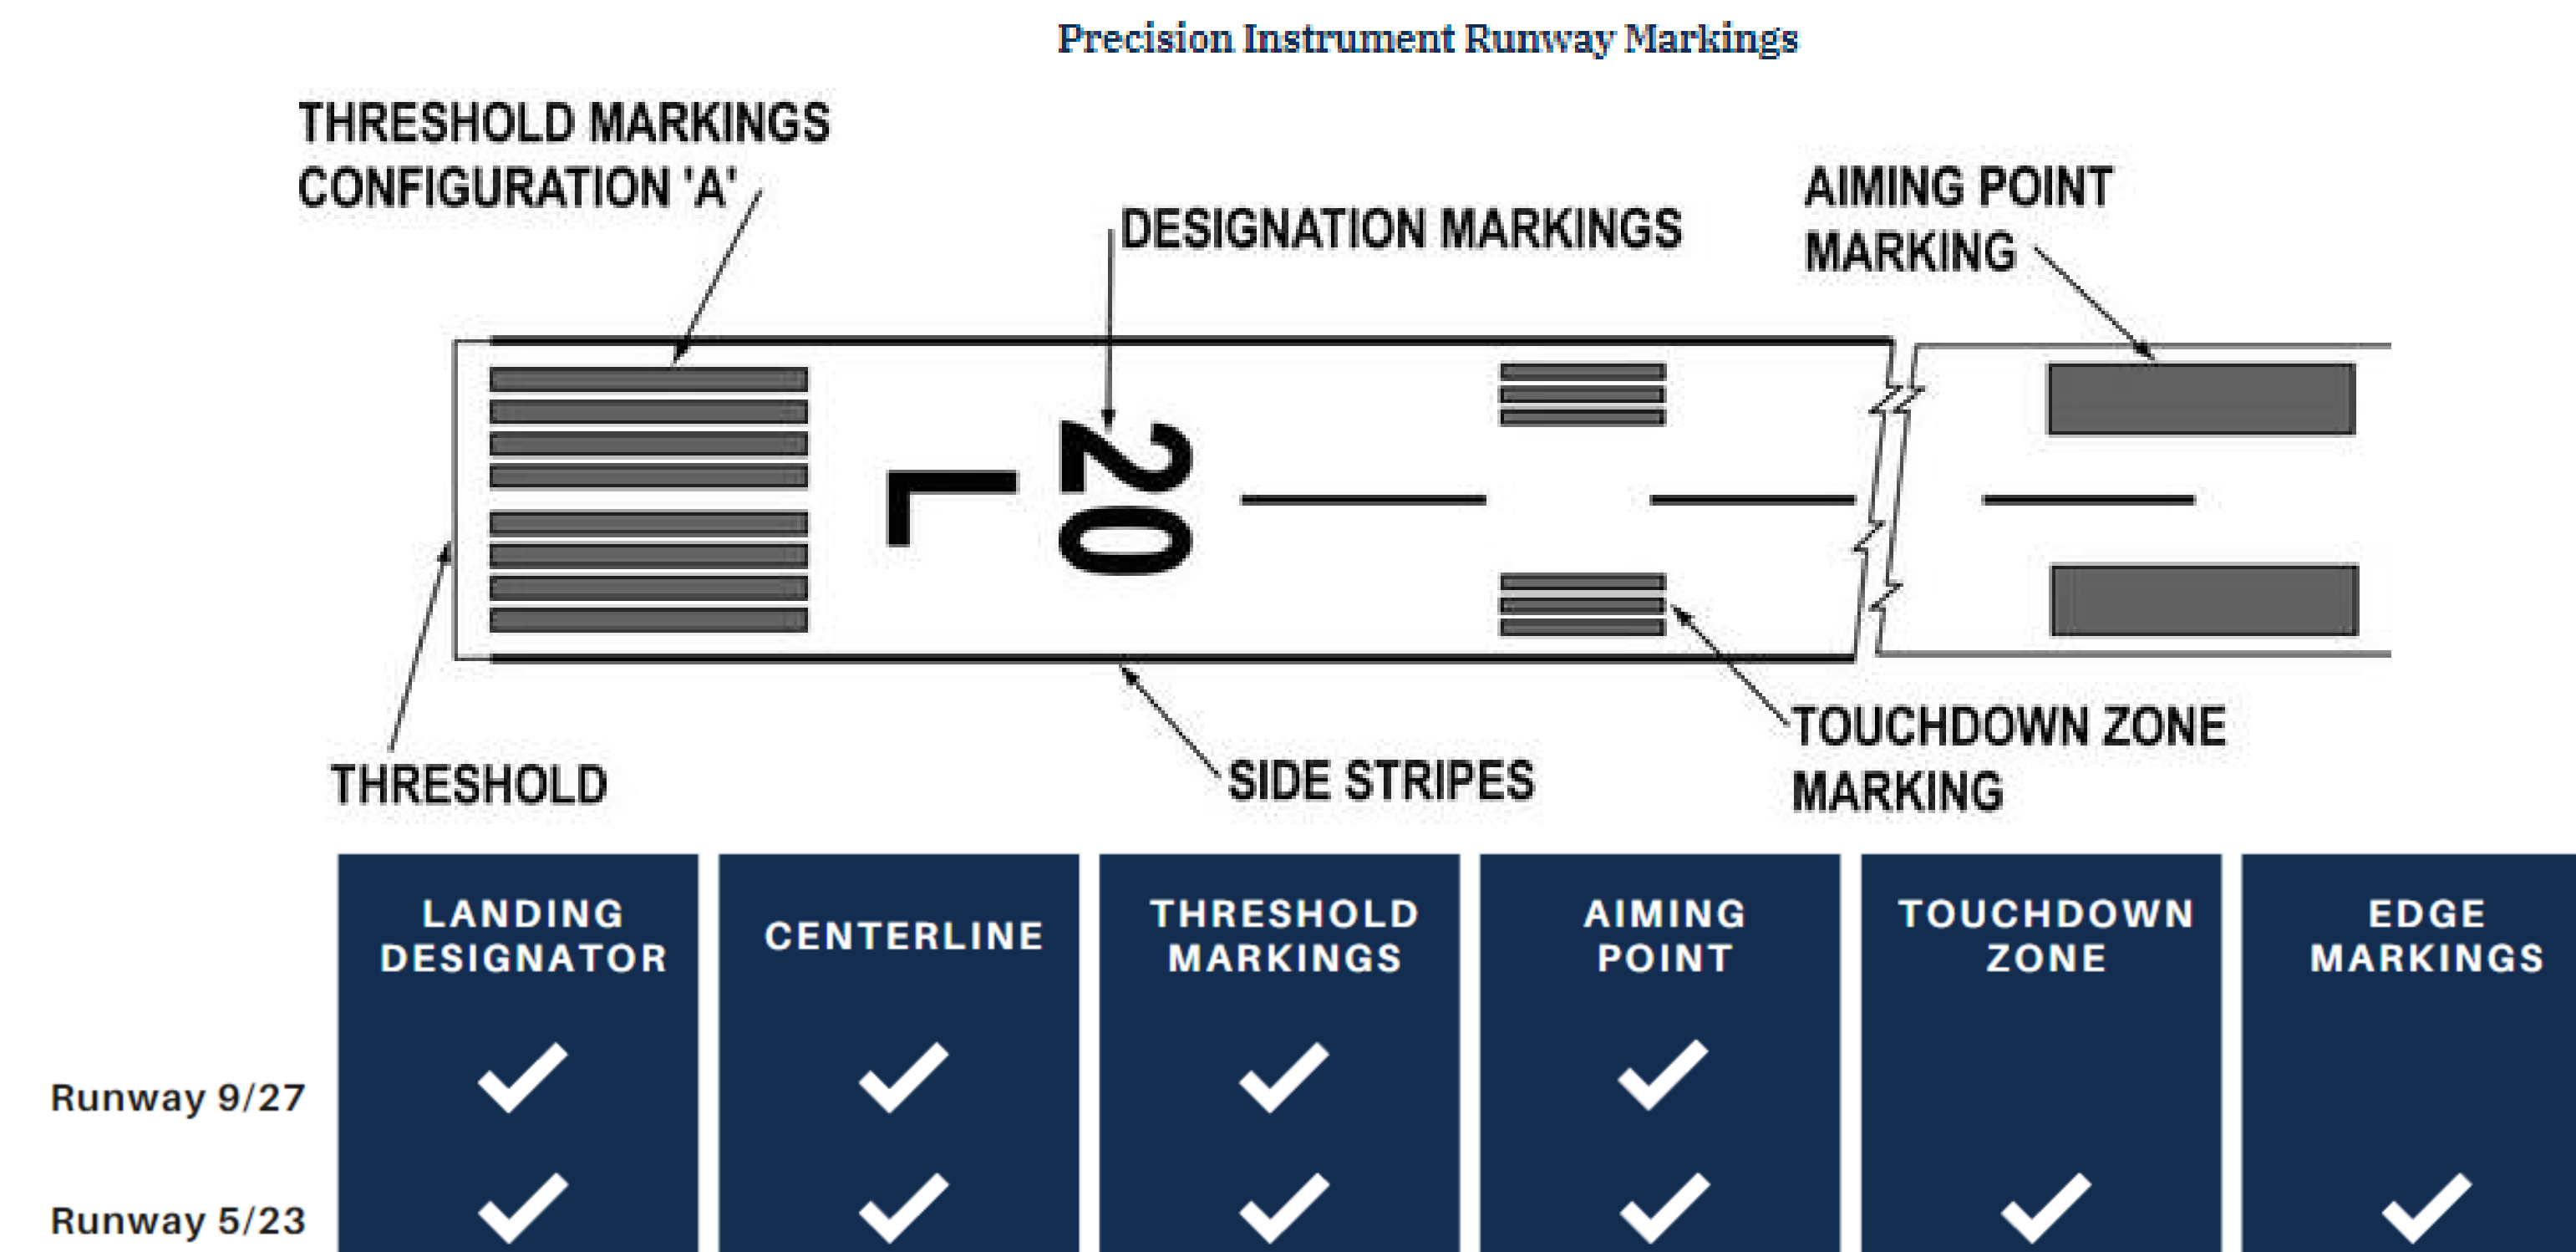 Precision Instrument Runway Markings
THRESHOLD MARKINGS
CONFIGURATION 'A'
DESIGNATION MARKINGS
AIMING POINT
MARKING
L
20
THRESHOLD
SIDE STRIPES
TOUCHDOWN ZONE
MARKING
LANDING
DESIGNATOR
CENTERLINE
THRESHOLD
MARKINGS
AIMING
POINT
TOUCHDOWN
ZONE
EDGE
MARKINGS
Runway 9/27
Runway 5/23